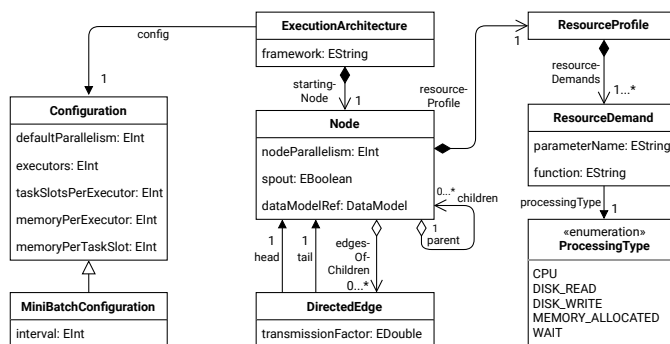 ExecutionArchitecture
framework: EString
config
1
starting-
Node
1
resource-
Profile
1
ResourceProfile
resource-
Demands
1...*
Configuration
defaultParallelism: EInt
executors: EInt
taskSlotsPerExecutor: EInt
memoryPerExecutor: EInt
memoryPerTaskSlot: EInt
Node
nodeParallelism: EInt
spout: EBoolean
dataModelRef: DataModel
0...*
children
1
parent
ResourceDemand
parameterName: EString
function: EString
processingType
1
1
head
1
tail
edges-
Of-
Children
0...*
«enumeration»
ProcessingType
CPU
DISK_READ
DISK_WRITE
MEMORY_ALLOCATED
WAIT
MiniBatchConfiguration
interval: EInt
DirectedEdge
transmissionFactor: EDouble